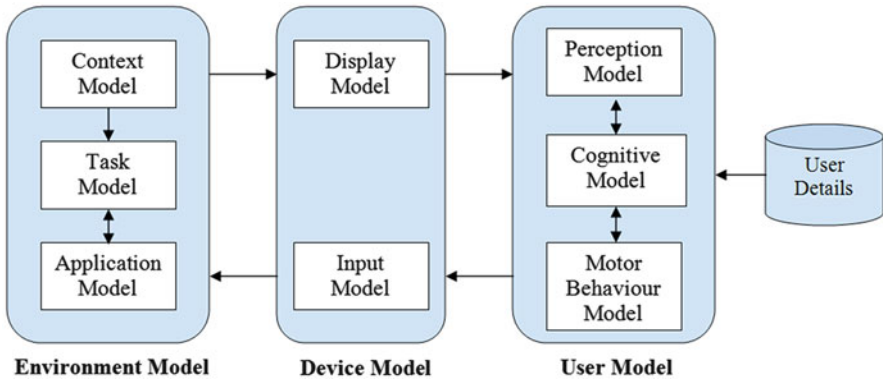 Context
Model
Task
Model
Application
Model
Environment Model
Display
Model
Input
Model
Device Model
Perception
Model
Cognitive
Model
Motor
Behaviour
Model
User Model
User
Details